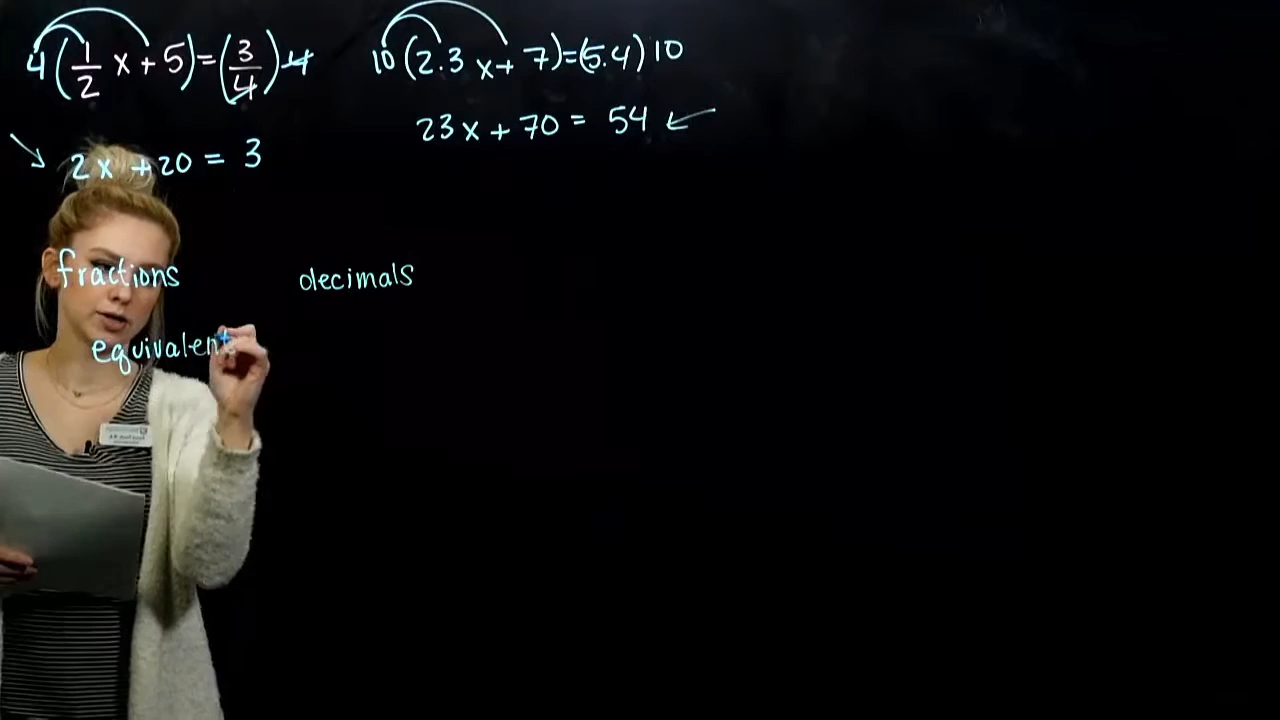 4(1/2 x + 5) = (3/4) 4
2x + 20 = 3
10(2.3 x + 7) = (5.4) 10
23x + 70 = 54
fractions decimals
equivalent